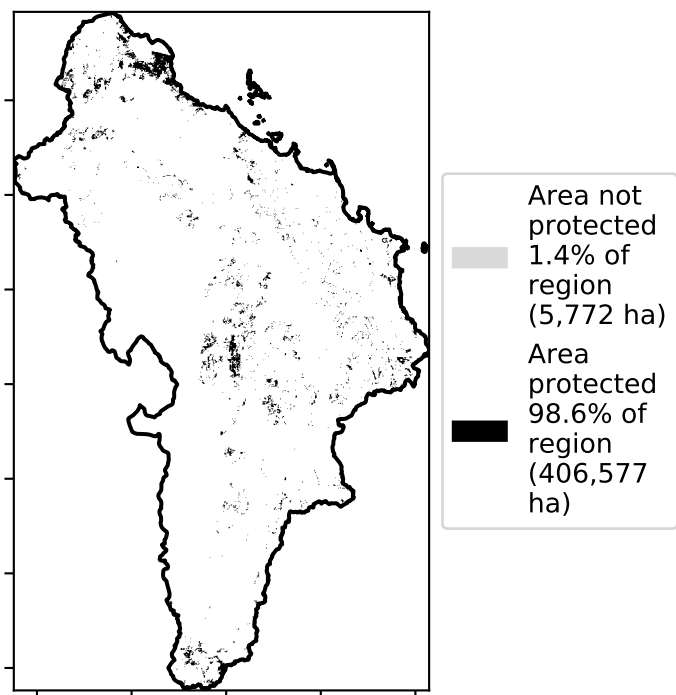 Area not
protected
1.4% of
region
(5,772 ha)
Area
protected
98.6% of
region
(406,577
ha)